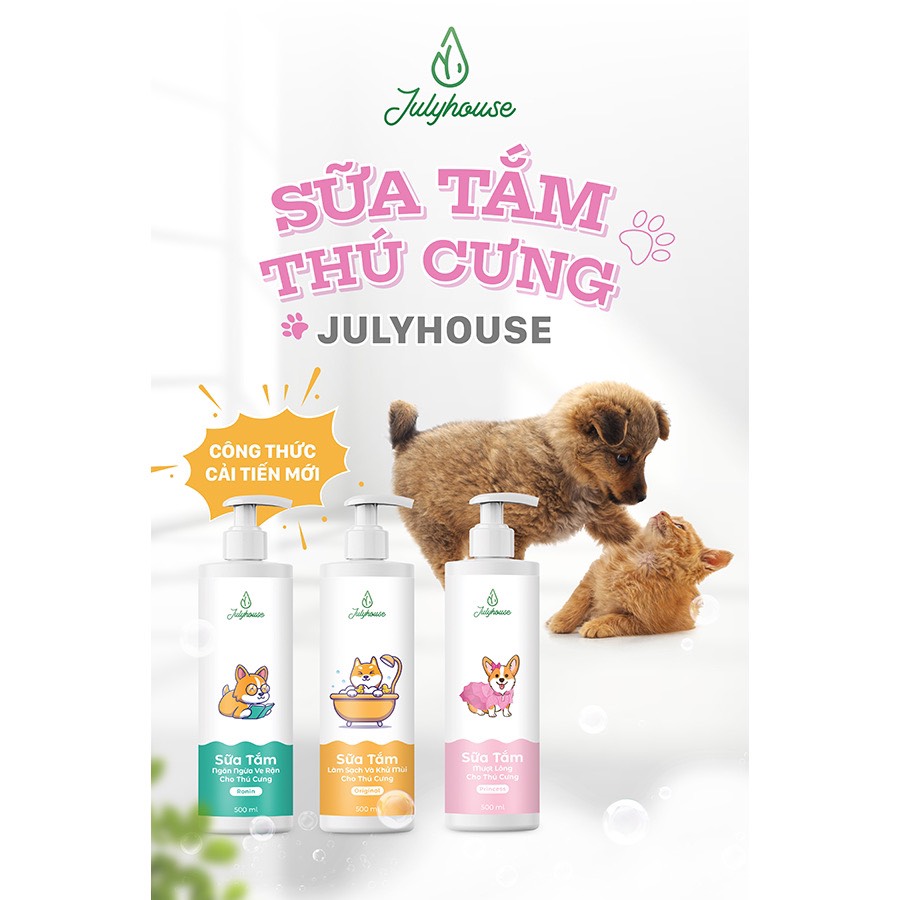 Julyhouse
SỮA TẮM
THÚ CƯNG
JULYHOUSE
CÔNG THỨC
CẢI TIẾN MỚI
Julyhouse
Sữa Tắm
Ngăn Ngừa Ve Rận
Cho Thú Cưng
Ronin
500 ml
Julyhouse
Sữa Tắm
Làm Sạch Và Khử Mùi
Cho Thú Cưng
Original
500 ml
Julyhouse
Sữa Tắm
Mượt Lông
Cho Thú Cưng
Princess
500 ml